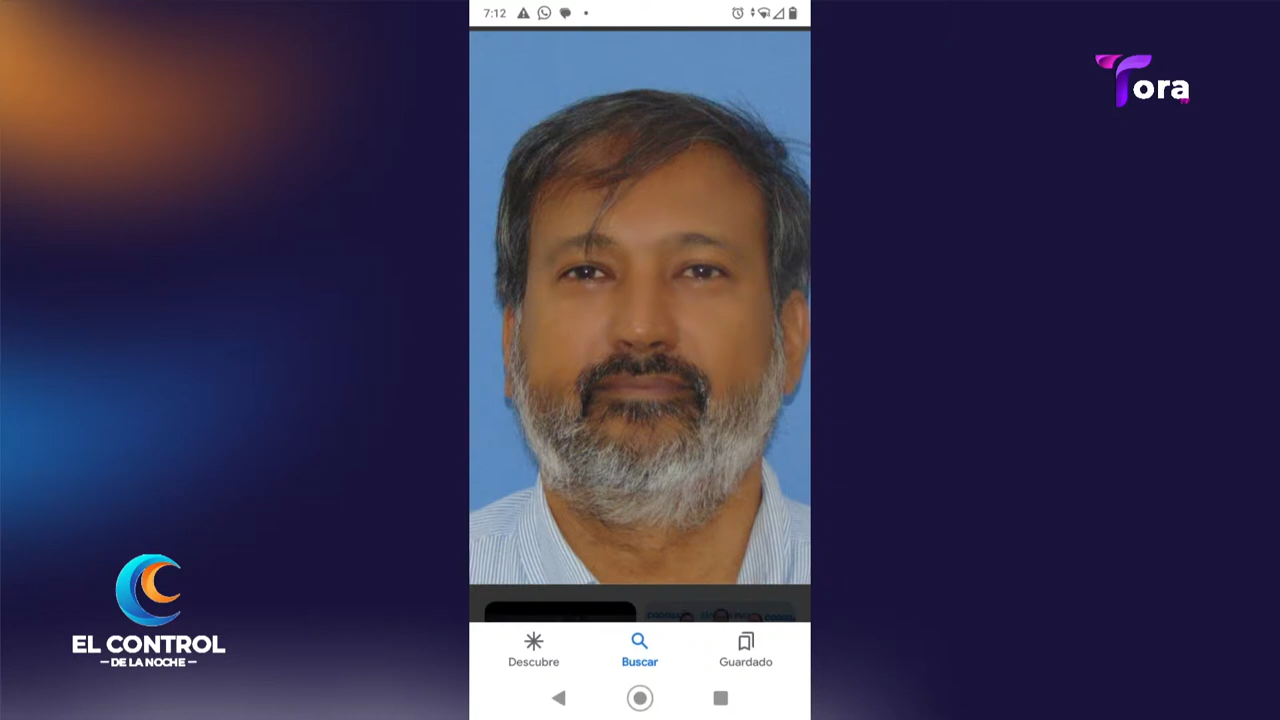 7:12
Tora
Descubre
Buscar
Guardado
EL CONTROL
DE LA NOCHE